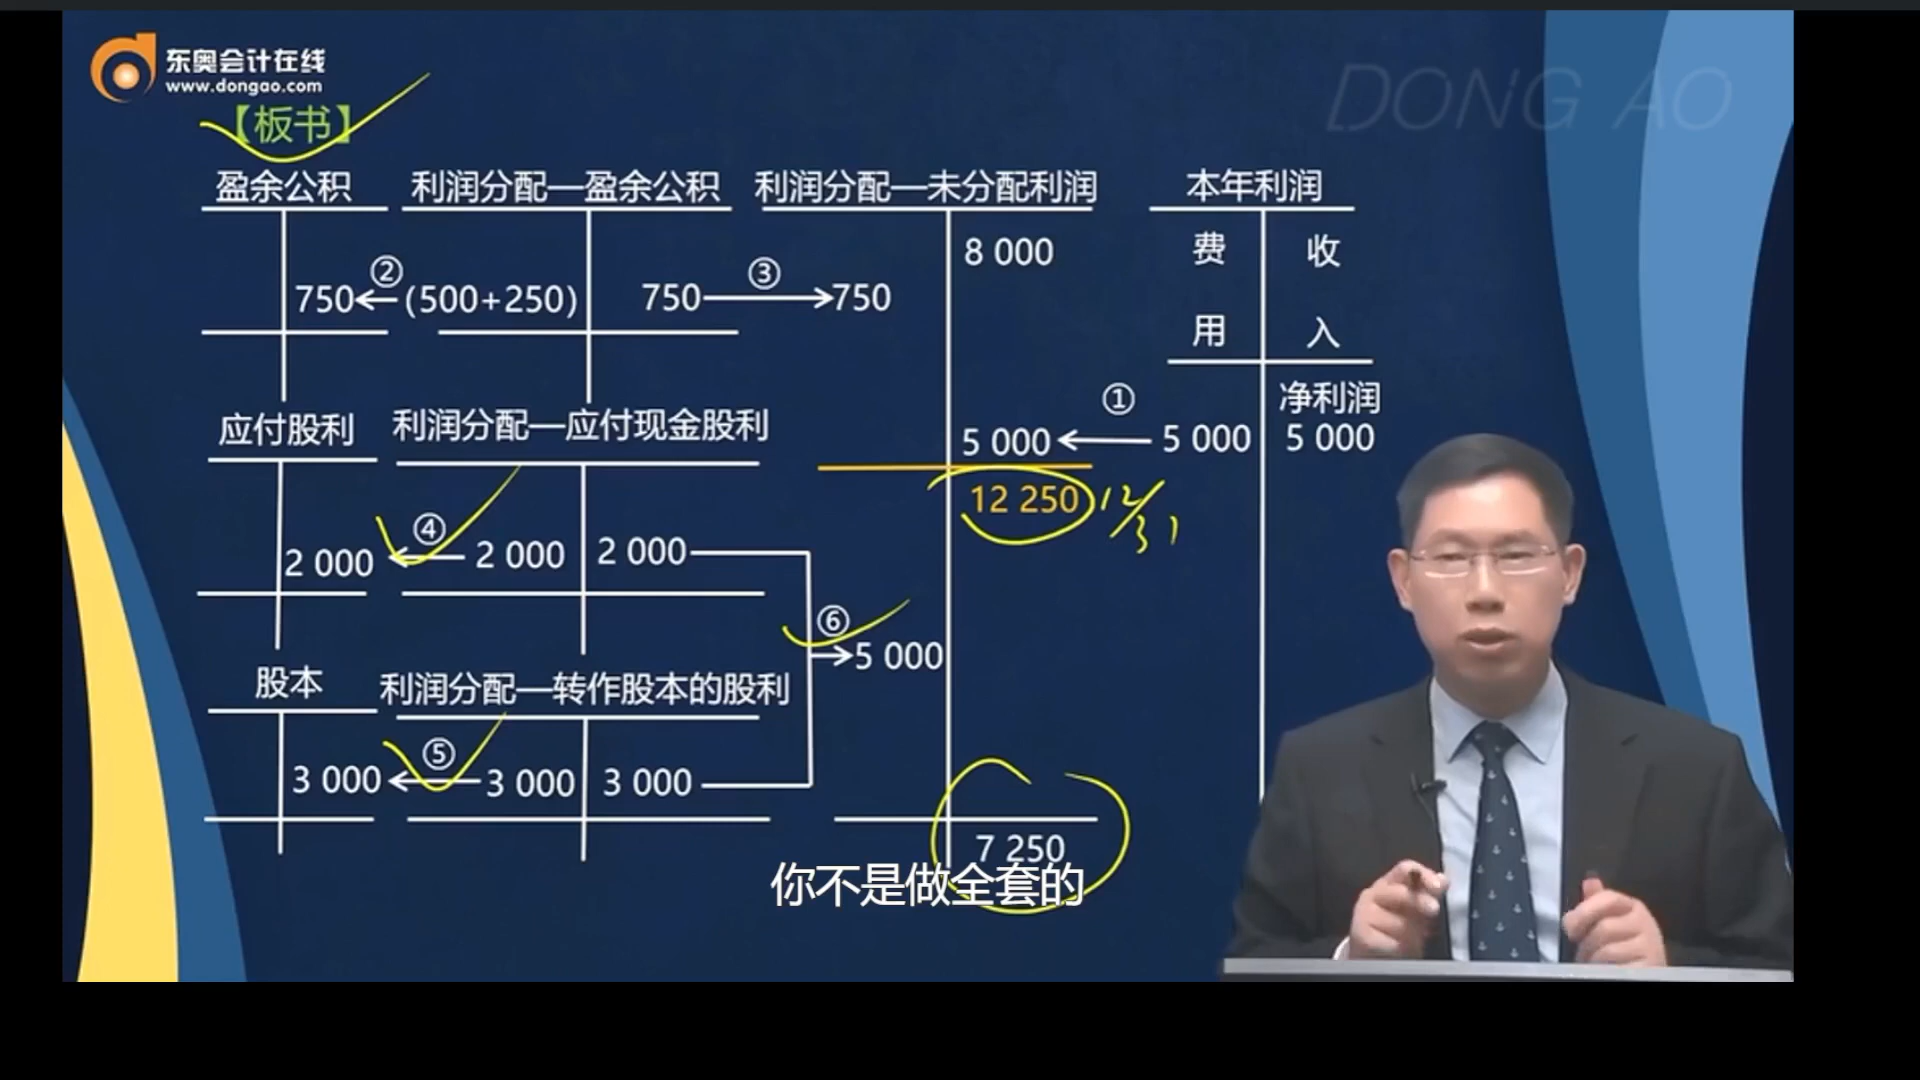 东奥会计在线
www.dongao.com
DONG AO
【板书】
盈余公积 利润分配—盈余公积 利润分配—未分配利润 本年利润
8 000 费 收
② ③
750 (500+250) 750 750
用 入
净利润
①
5 000 5 000 5 000
应付股利 利润分配—应付现金股利
12 250 12/31
④
2 000 2 000 2 000
⑥
5 000
股本 利润分配—转作股本的股利
⑤
3 000 3 000 3 000
7 250
你不是做全套的